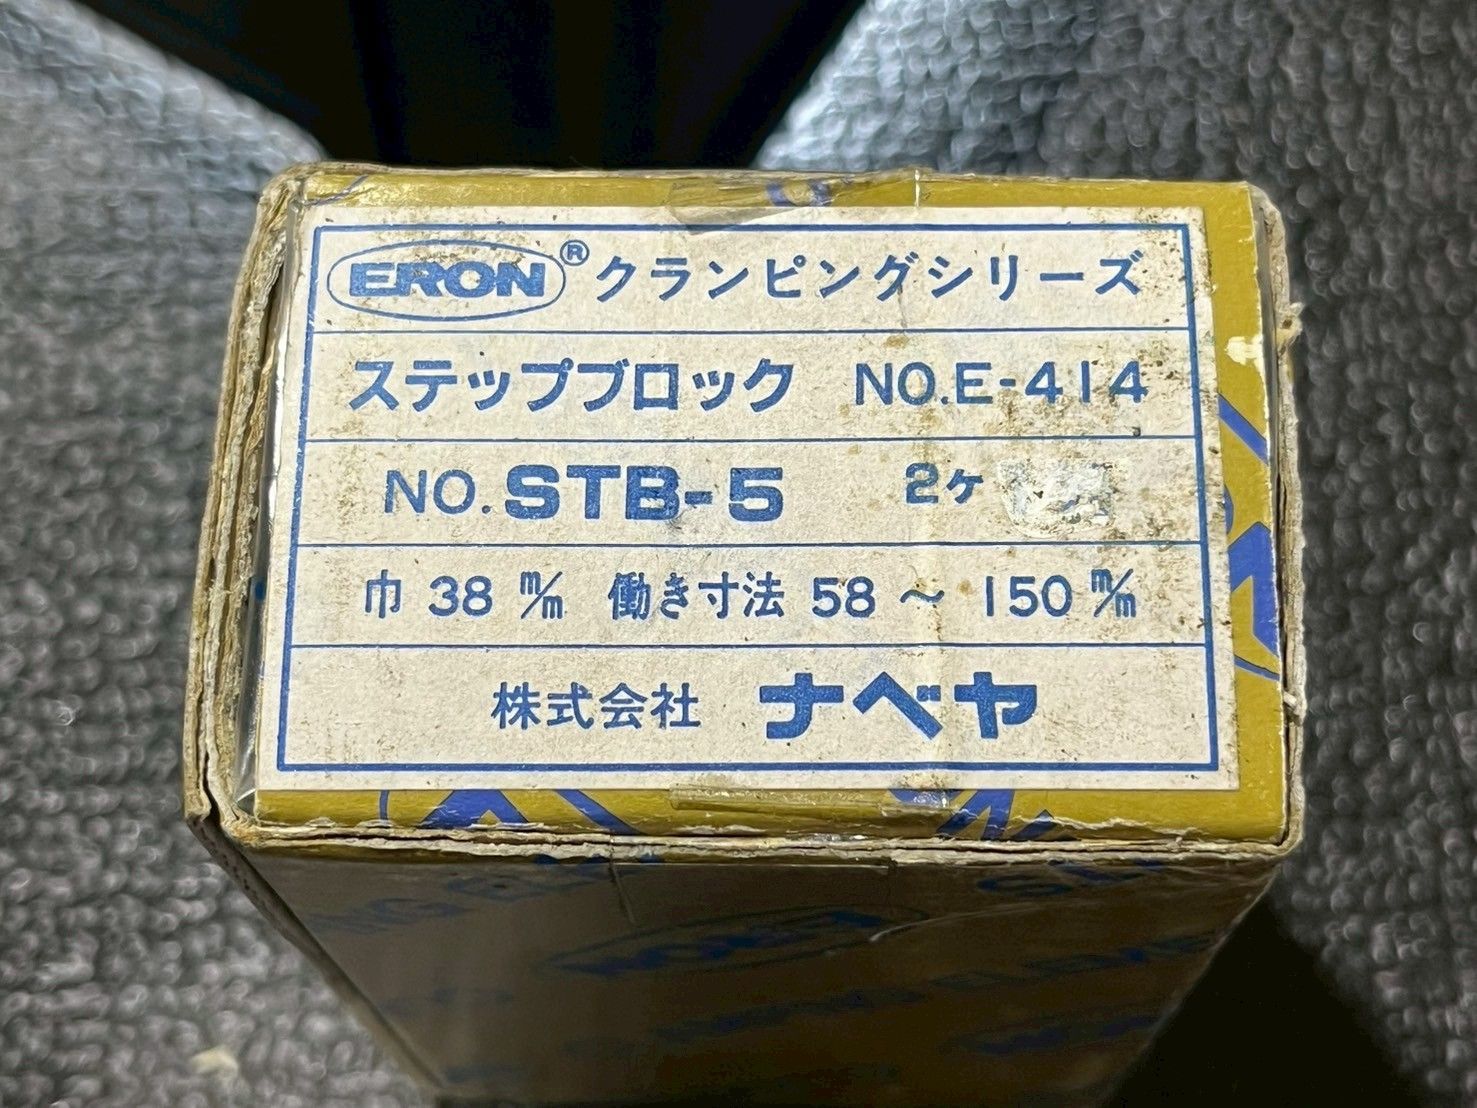 ERON® クランピングシリーズ
ステップブロック NO.E-414
NO. STB-5 2ヶ
巾 38 m/m 働き寸法 58 ～ 150 m/m
株式会社 ナベヤ